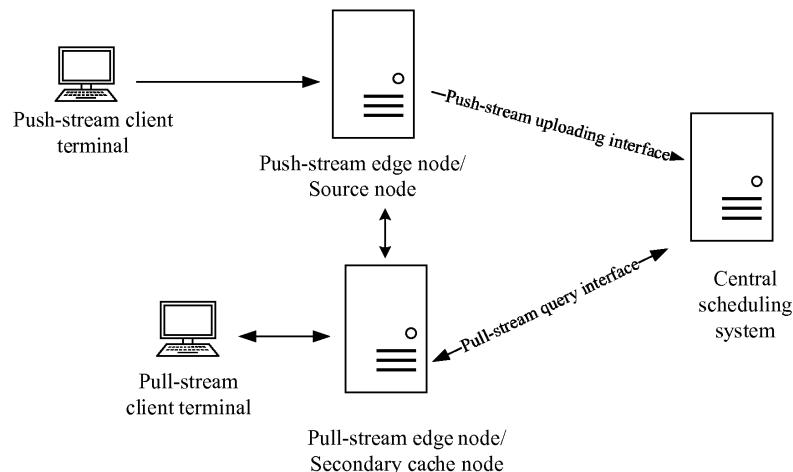 Push-stream client
terminal
Push-stream edge node/
Source node
Push-stream uploading interface
Central
scheduling
system
Pull-stream query interface
Pull-stream
client terminal
Pull-stream edge node/
Secondary cache node